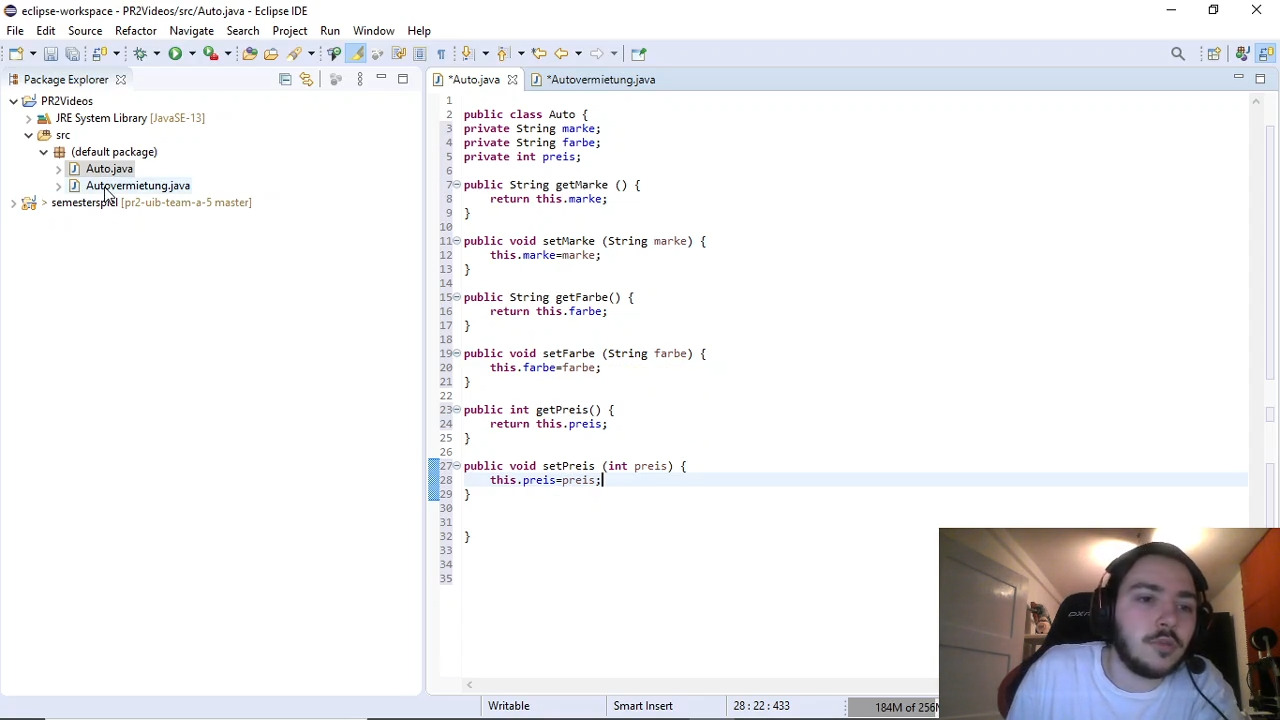 eclipse-workspace - PR2Videos/src/Auto.java - Eclipse IDE
File Edit Source Refactor Navigate Search Project Run Window Help
Package Explorer
*Auto.java *Autovermietung.java
PR2Videos
JRE System Library [JavaSE-13]
src
(default package)
Auto.java
Autovermietung.java
> semesterspiel [pr2-uib-team-a-5 master]
1
2 public class Auto {
3 private String marke;
4 private String farbe;
5 private int preis;
6
7 public String getMarke () {
8 return this.marke;
9 }
10
11 public void setMarke (String marke) {
12 this.marke=marke;
13 }
14
15 public String getFarbe() {
16 return this.farbe;
17 }
18
19 public void setFarbe (String farbe) {
20 this.farbe=farbe;
21 }
22
23 public int getPreis() {
24 return this.preis;
25 }
26
27 public void setPreis (int preis) {
28 this.preis=preis;
29 }
30
31
32 }
33
34
35
Writable Smart Insert 28 : 22 : 433 184M of 256M